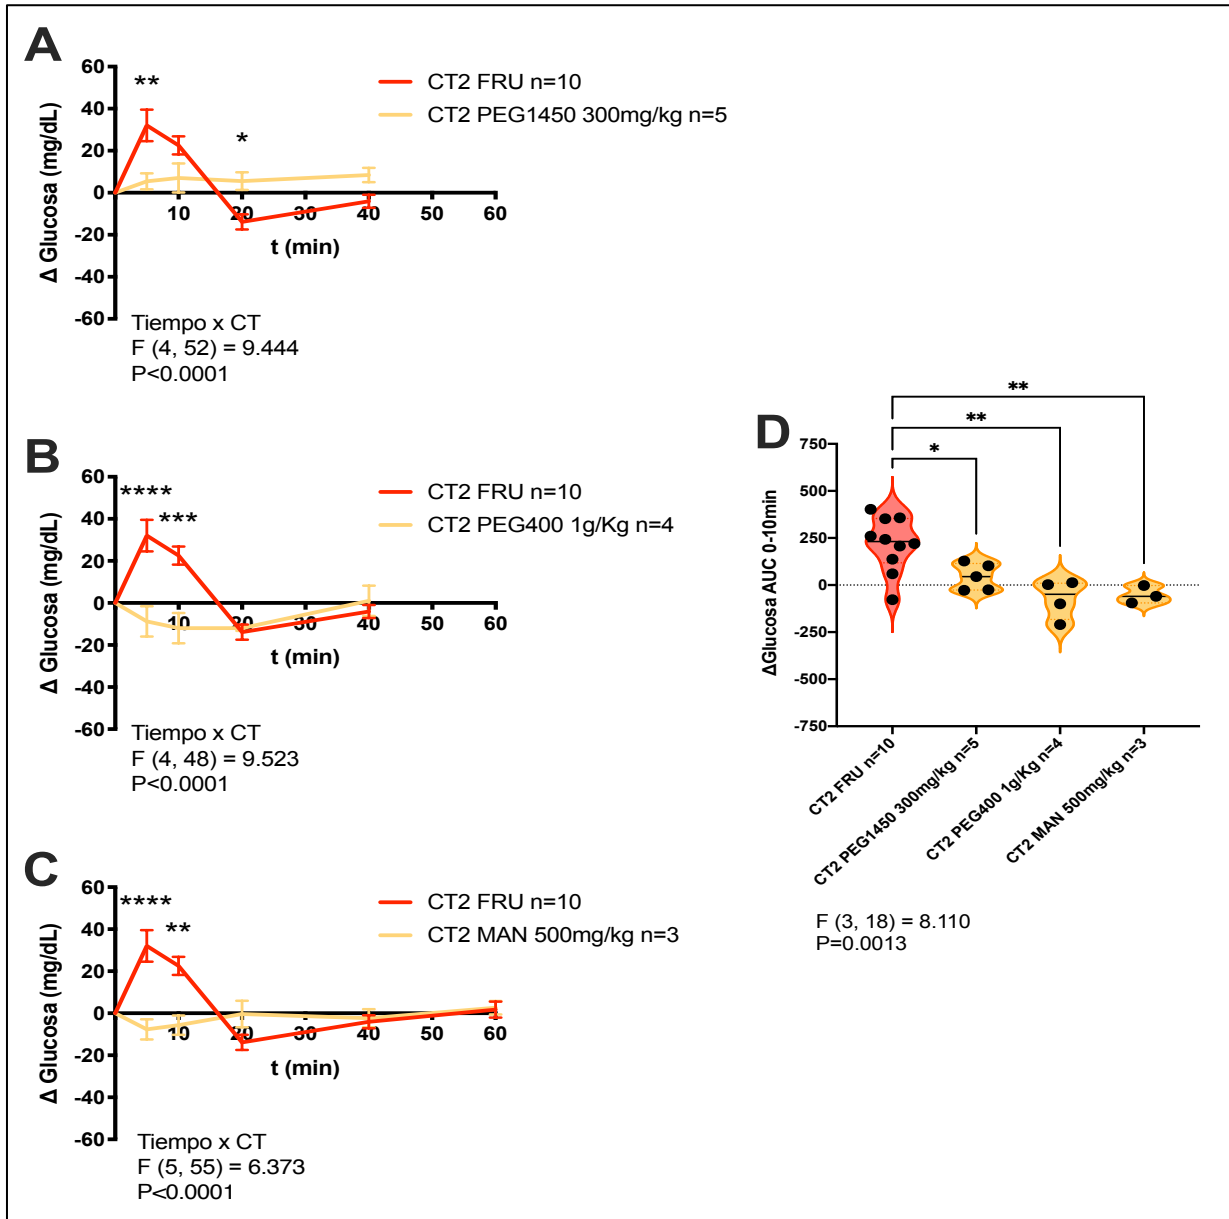 A
60
40
20
0
-20
-40
-60
Δ Glucosa (mg/dL)
**
*
10 20 30 40 50 60
t (min)
CT2 FRU n=10
CT2 PEG1450 300mg/kg n=5
Tiempo x CT
F (4, 52) = 9.444
P<0.0001
B
60
40
20
0
-20
-40
-60
Δ Glucosa (mg/dL)
****
***
10 20 30 40 50 60
t (min)
CT2 FRU n=10
CT2 PEG400 1g/Kg n=4
Tiempo x CT
F (4, 48) = 9.523
P<0.0001
C
60
40
20
0
-20
-40
-60
Δ Glucosa (mg/dL)
****
**
10 20 30 40 50 60
t (min)
CT2 FRU n=10
CT2 MAN 500mg/kg n=3
Tiempo x CT
F (5, 55) = 6.373
P<0.0001
D
**
**
*
750
500
250
0
-250
-500
-750
ΔGlucosa AUC 0-10min
CT2 FRU n=10
CT2 PEG1450 300mg/kg n=5
CT2 PEG400 1g/Kg n=4
CT2 MAN 500mg/kg n=3
F (3, 18) = 8.110
P=0.0013